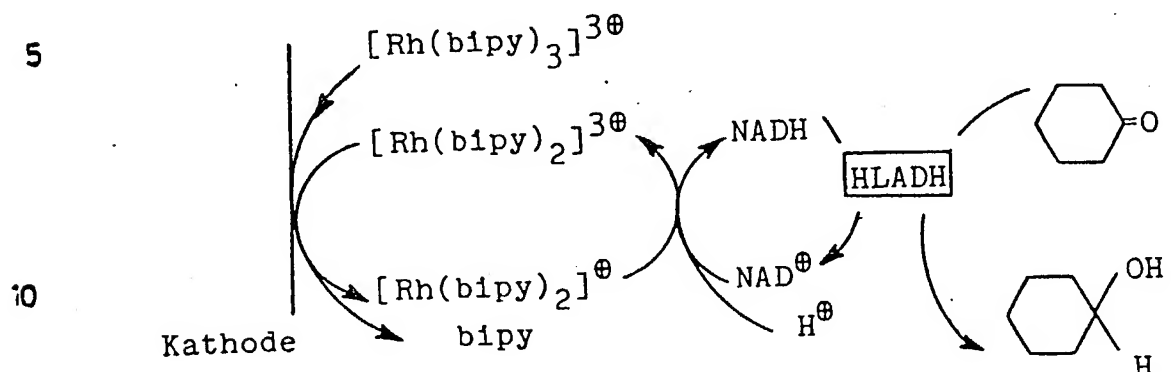 5
[Rh(bipy)₃]³⊕
[Rh(bipy)₂]³⊕
NADH
HLADH
=O
10
[Rh(bipy)₂]⊕
NAD⊕
OH
Kathode
bipy
H⊕
H